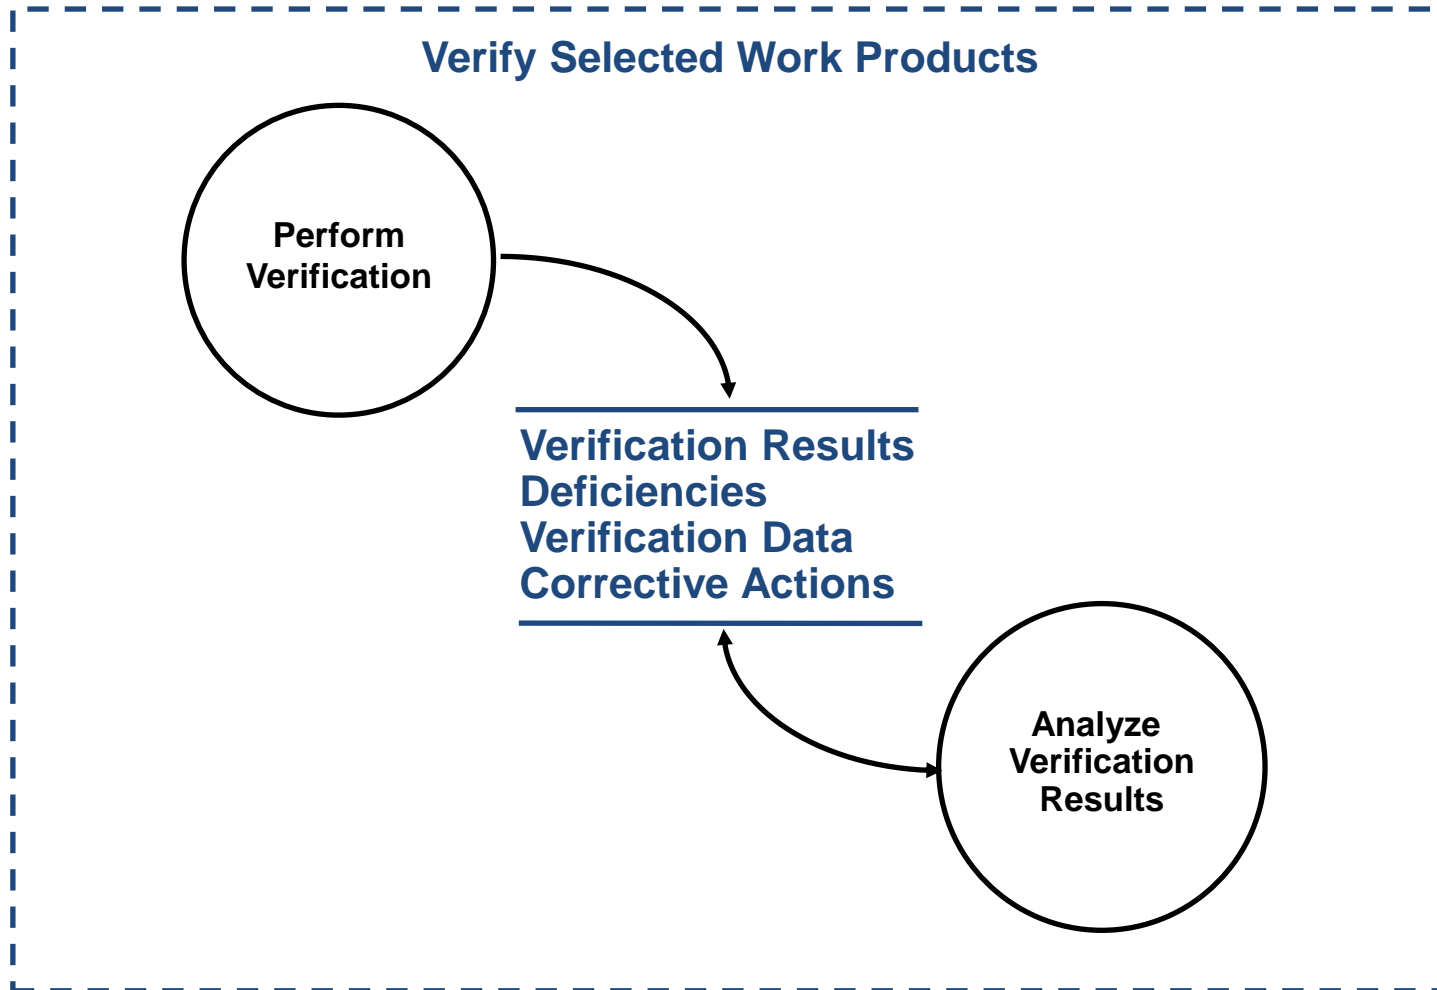 Verify Selected Work Products
Perform
Verification
Verification Results
Deficiencies
Verification Data
Corrective Actions
Analyze
Verification
Results